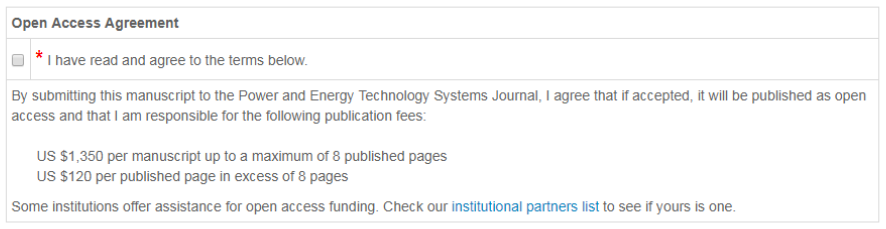 Open Access Agreement
* I have read and agree to the terms below.
By submitting this manuscript to the Power and Energy Technology Systems Journal, I agree that if accepted, it will be published as open
access and that I am responsible for the following publication fees:
US $1,350 per manuscript up to a maximum of 8 published pages
US $120 per published page in excess of 8 pages
Some institutions offer assistance for open access funding. Check our institutional partners list to see if yours is one.